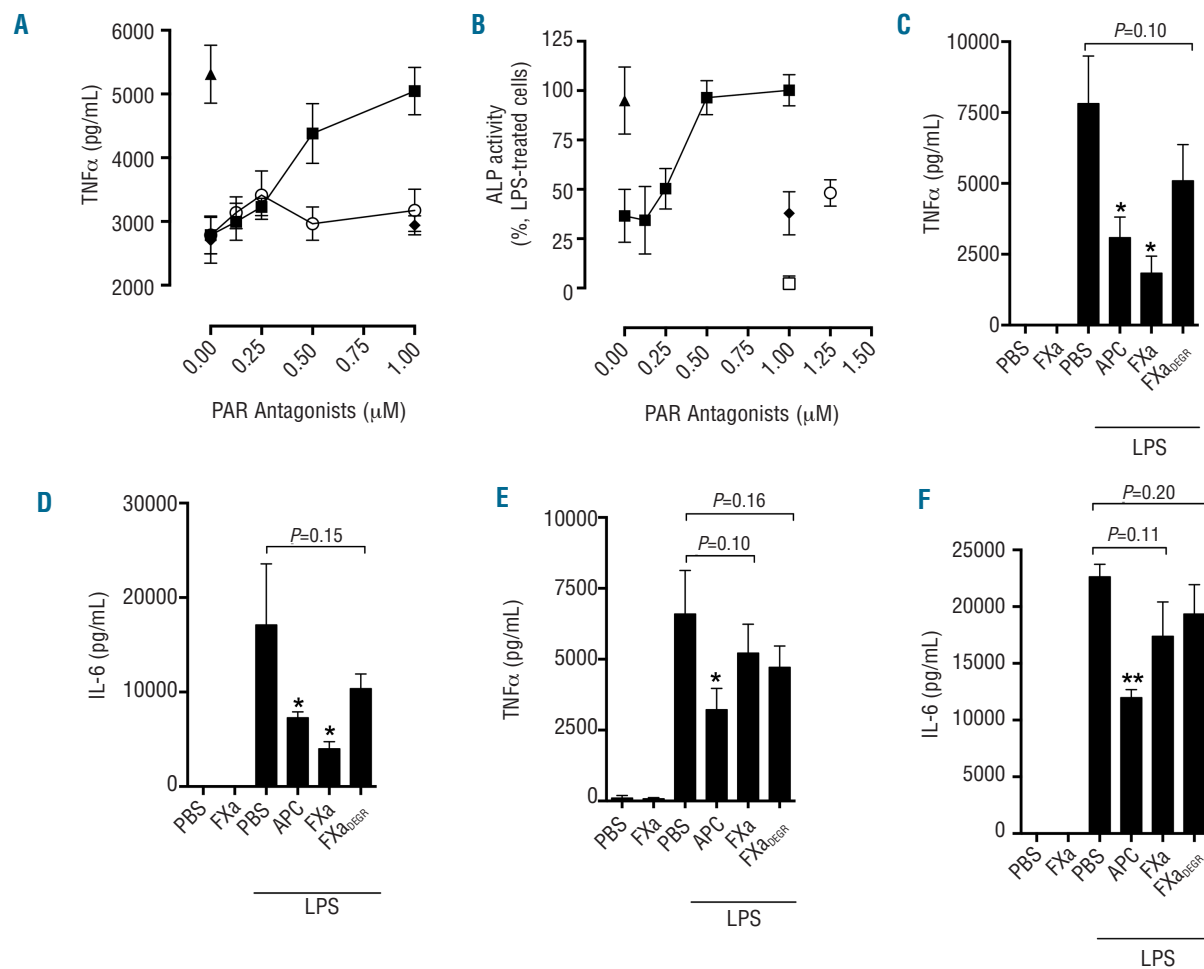 A
6000
5000
4000
3000
2000
TNFα (pg/mL)
0.00
0.25
0.50
0.75
1.00
PAR Antagonists (μM)
B
125
100
75
50
25
0
ALP activity
(%, LPS-treated cells)
0.00
0.25
0.50
0.75
1.00
1.25
1.50
PAR Antagonists (μM)
C
P=0.10
10000
7500
5000
2500
0
TNFα (pg/mL)
*
*
PBS
FXa
PBS
APC
FXa
FXaDEGR
LPS
D
30000
20000
10000
0
IL-6 (pg/mL)
P=0.15
*
*
PBS
FXa
PBS
APC
FXa
FXaDEGR
LPS
E
P=0.16
P=0.10
10000
7500
5000
2500
0
TNFα (pg/mL)
*
PBS
FXa
PBS
APC
FXa
FXaDEGR
LPS
F
P=0.20
P=0.11
25000
20000
15000
10000
5000
0
IL-6 (pg/mL)
**
PBS
FXa
PBS
APC
FXa
FXaDEGR
LPS